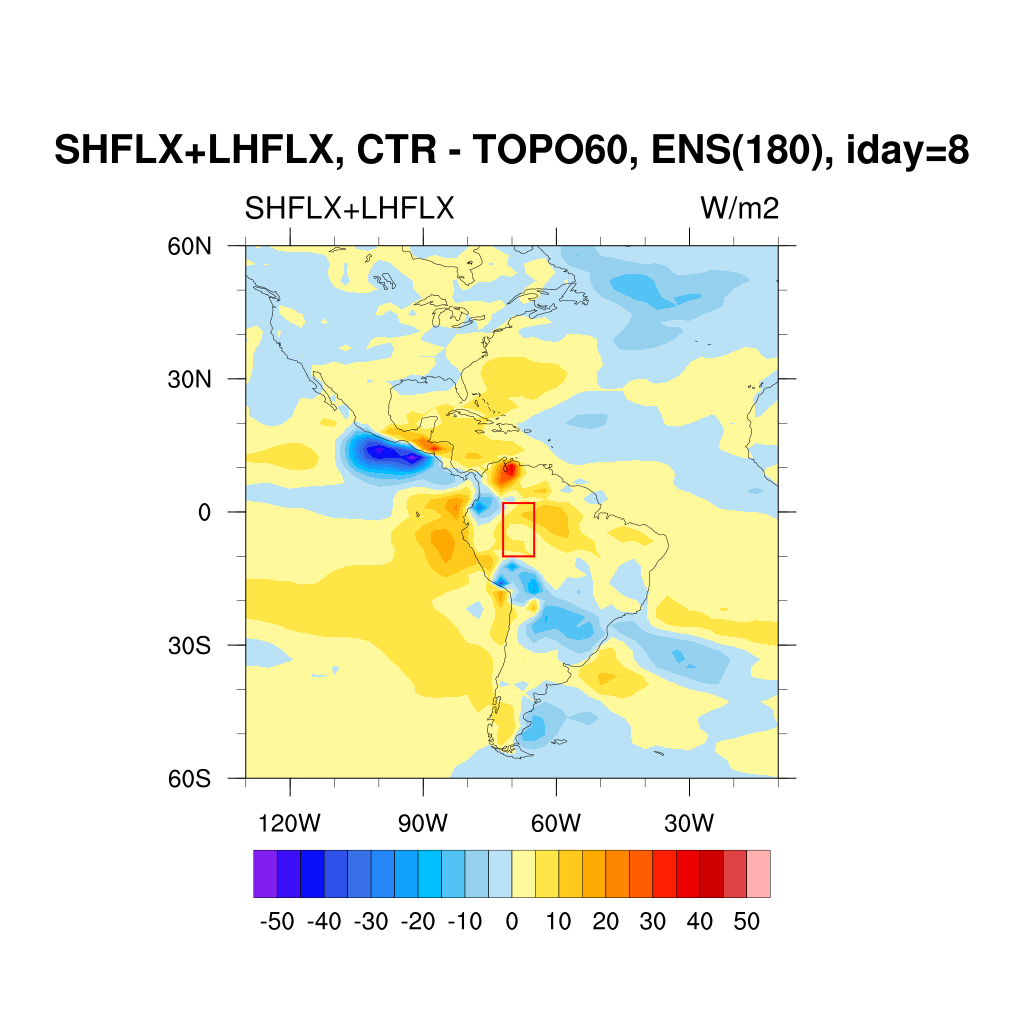 SHFLX+LHFLX, CTR - TOPO60, ENS(180), iday=8
SHFLX+LHFLX W/m2
60N
30N
0
30S
60S
120W 90W 60W 30W
-50 -40 -30 -20 -10 0 10 20 30 40 50